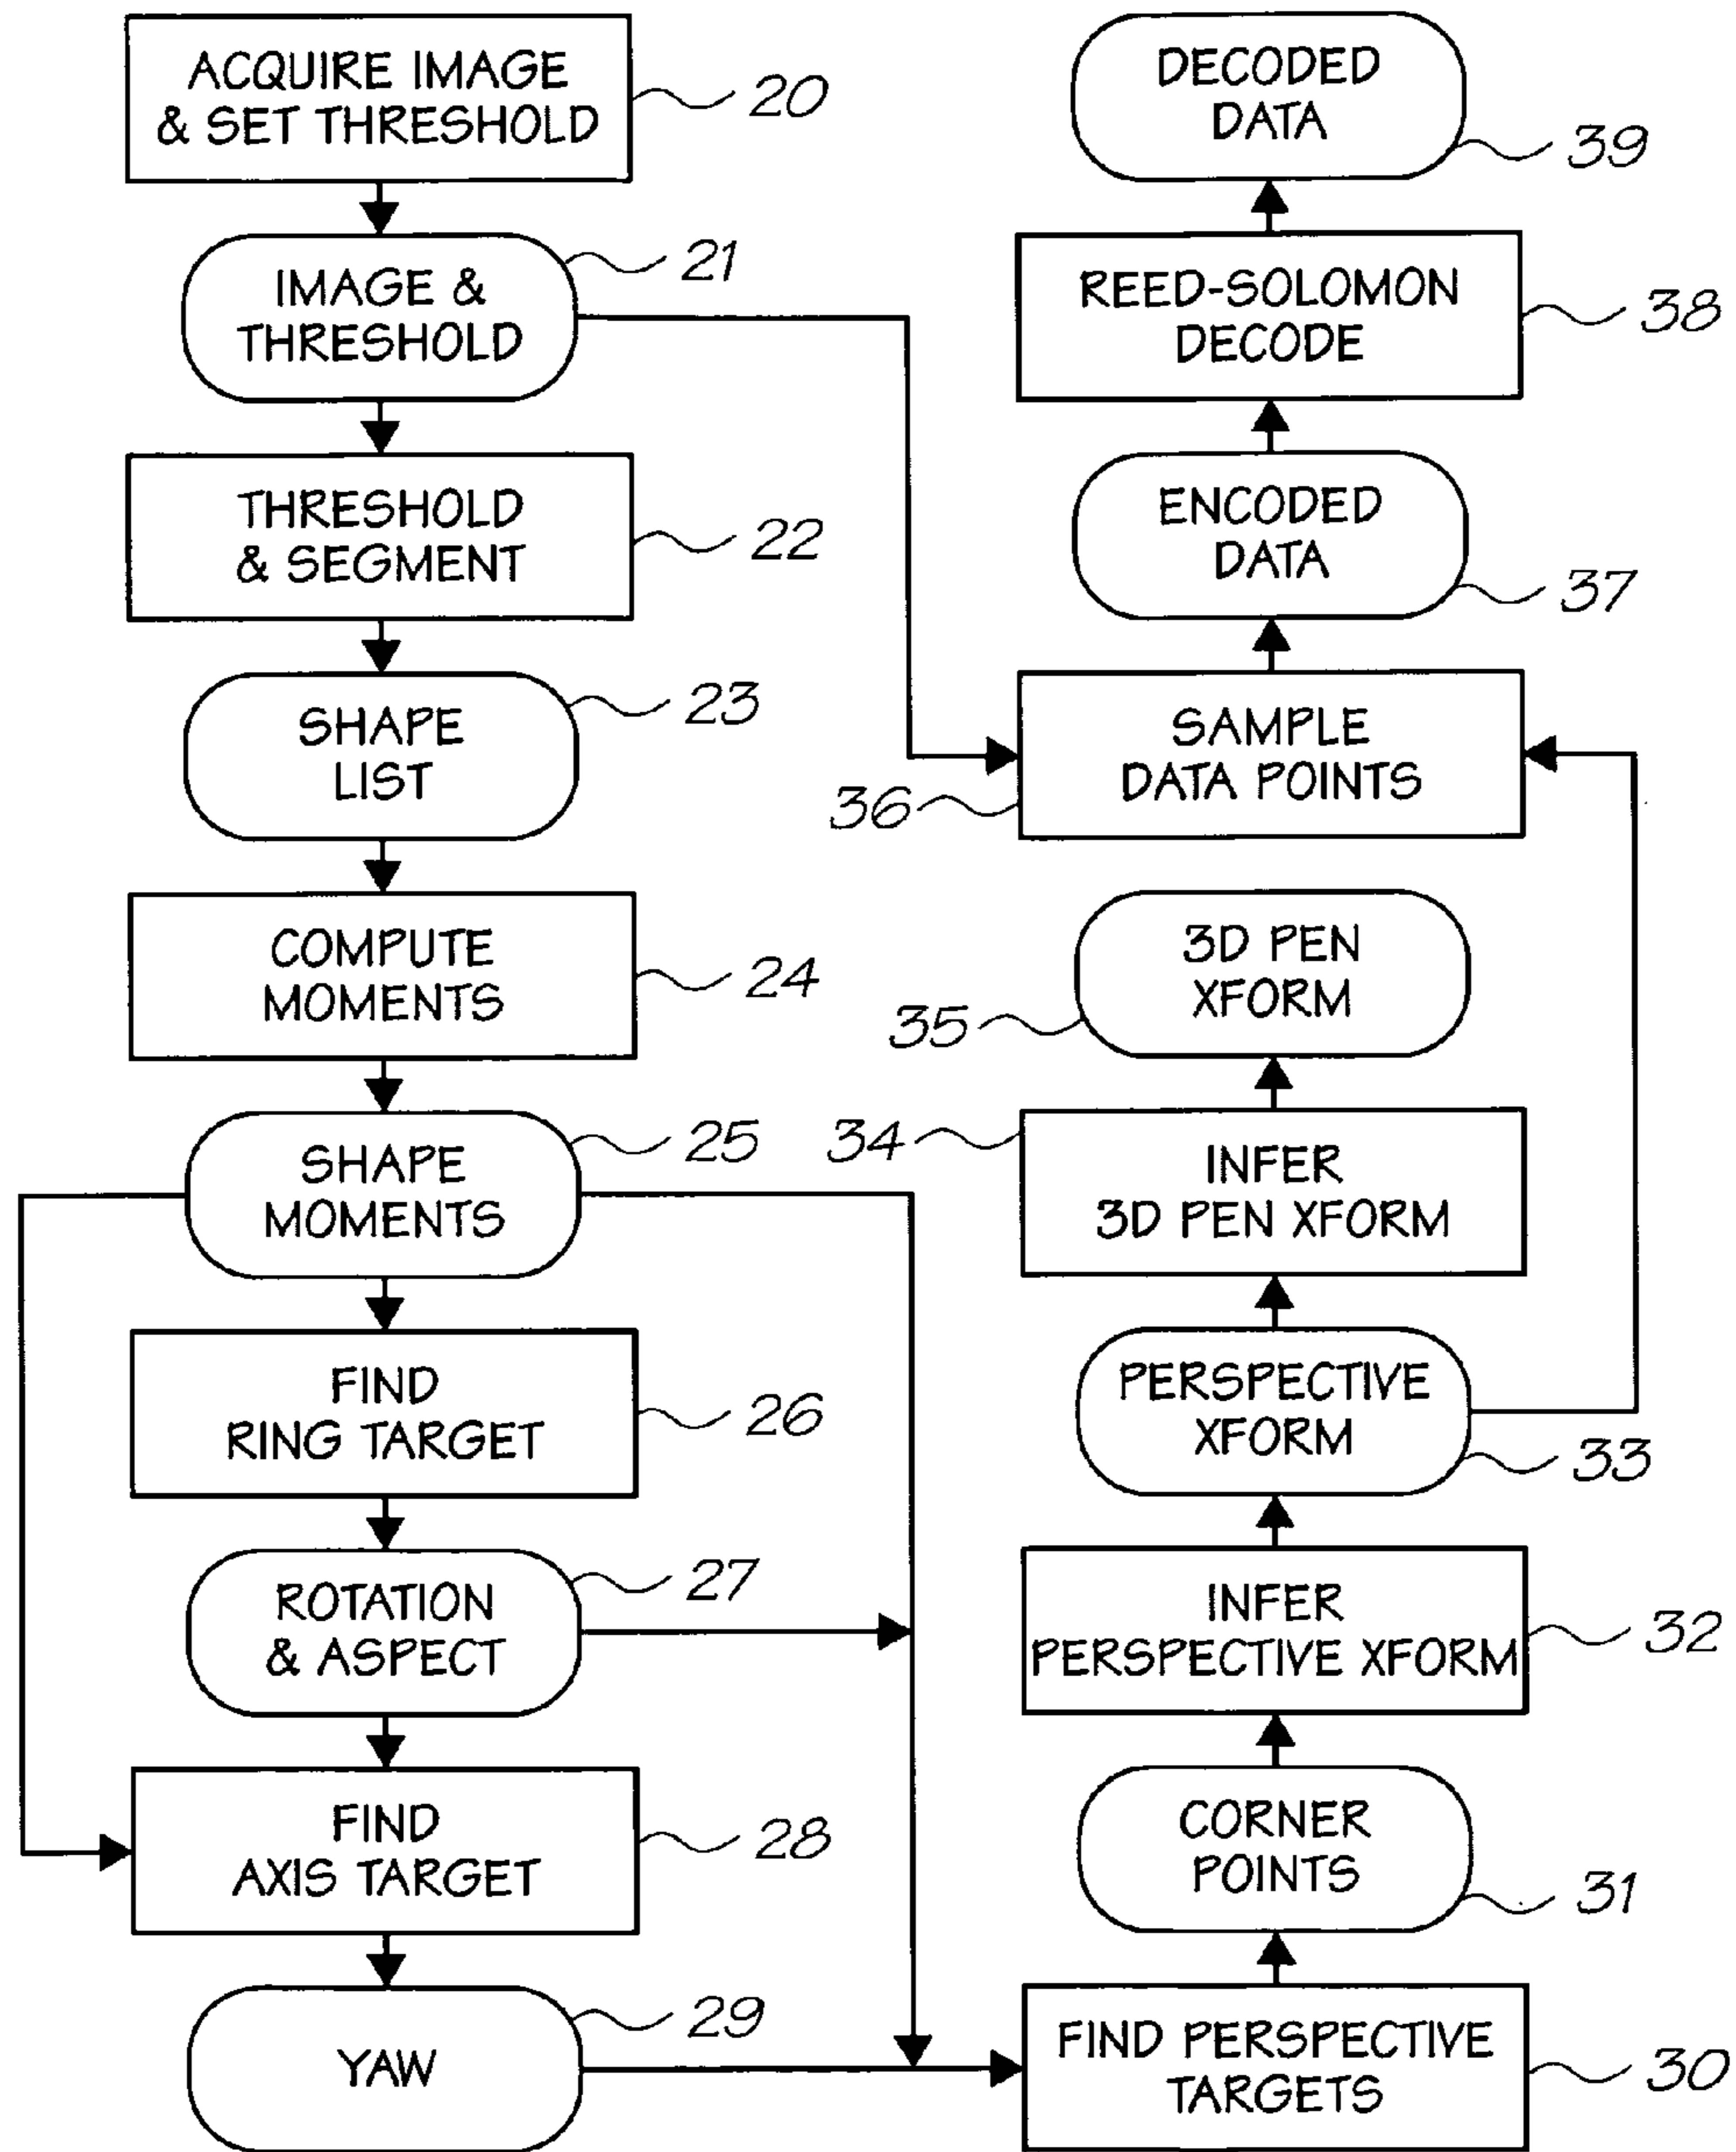 ACQUIRE IMAGE
& SET THRESHOLD
20
IMAGE &
THRESHOLD
21
THRESHOLD
& SEGMENT
22
SHAPE
LIST
23
COMPUTE
MOMENTS
24
SHAPE
MOMENTS
25
FIND
RING TARGET
26
ROTATION
& ASPECT
27
FIND
AXIS TARGET
28
YAW
29
DECODED
DATA
39
REED-SOLOMON
DECODE
38
ENCODED
DATA
37
SAMPLE
DATA POINTS
36
3D PEN
XFORM
35
INFER
3D PEN XFORM
34
PERSPECTIVE
XFORM
33
INFER
PERSPECTIVE XFORM
32
CORNER
POINTS
31
FIND PERSPECTIVE
TARGETS
30